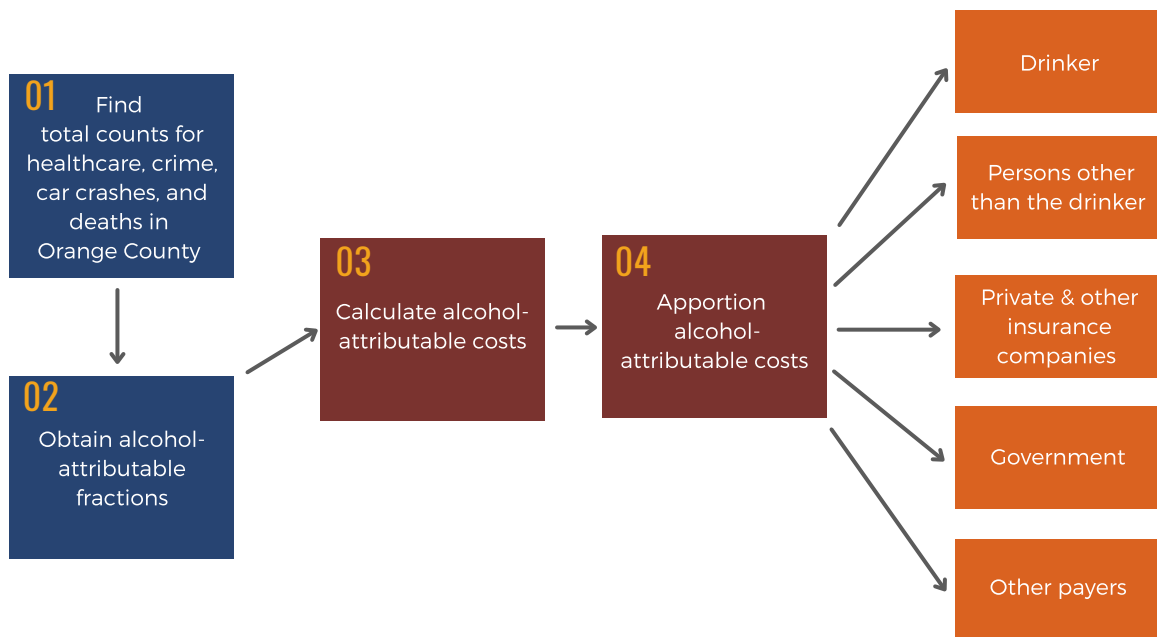 01
Find
total counts for
healthcare, crime,
car crashes, and
deaths in
Orange County
02
Obtain alcohol-
attributable
fractions
03
Calculate alcohol-
attributable costs
04
Apportion
alcohol-
attributable costs
Drinker
Persons other
than the drinker
Private & other
insurance
companies
Government
Other payers